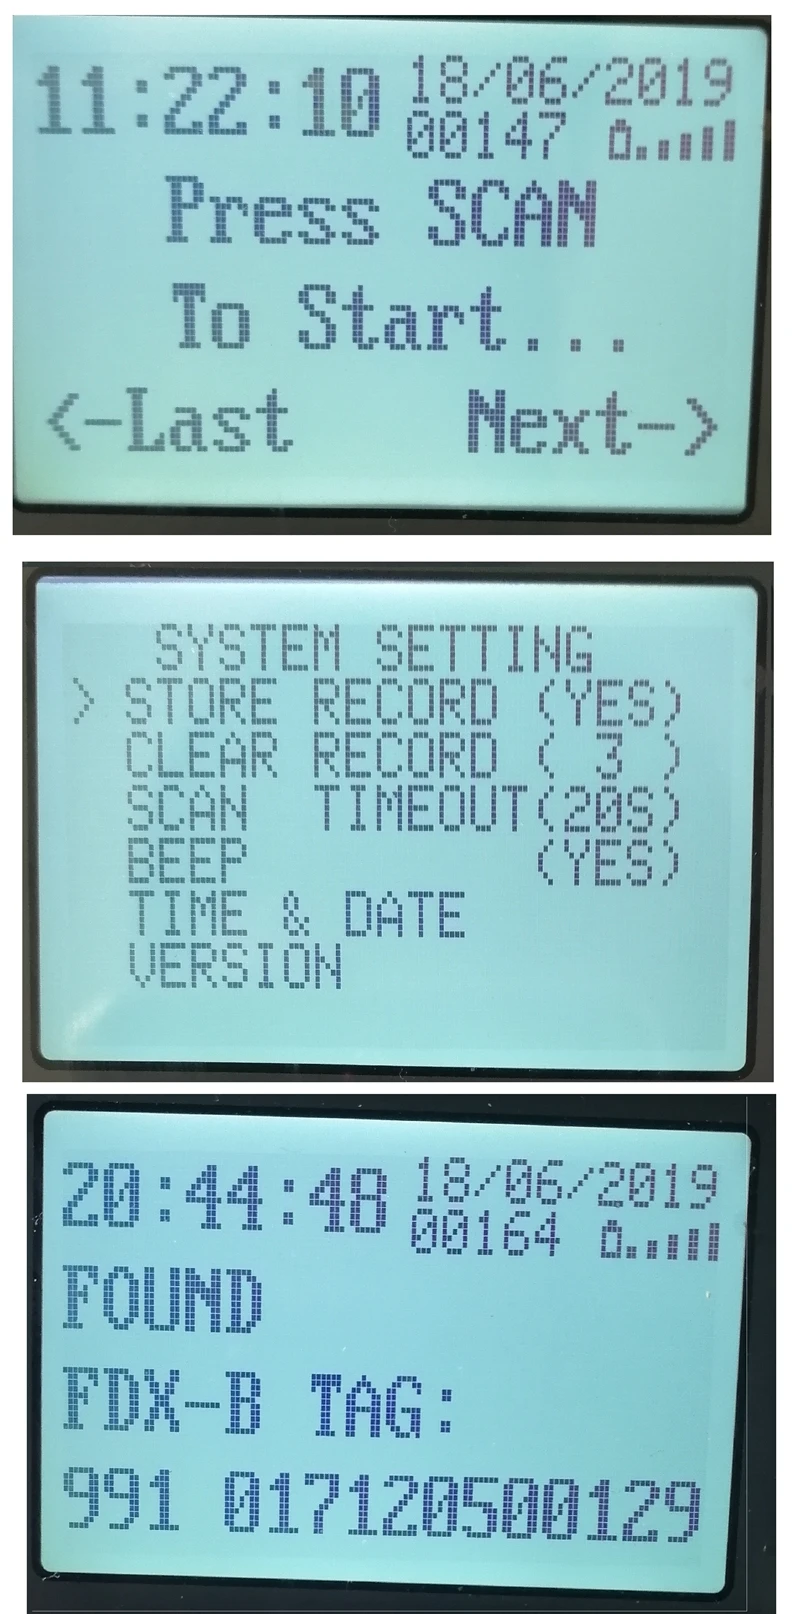 11:22:10 18/06/2019
00147
Press SCAN
To Start...
<-Last Next->
SYSTEM SETTING
> STORE RECORD (YES)
CLEAR RECORD ( 3 )
SCAN TIMEOUT(20S)
BEEP (YES)
TIME & DATE
VERSION
20:44:48 18/06/2019
00164
FOUND
FDX-B TAG:
991 017120500129